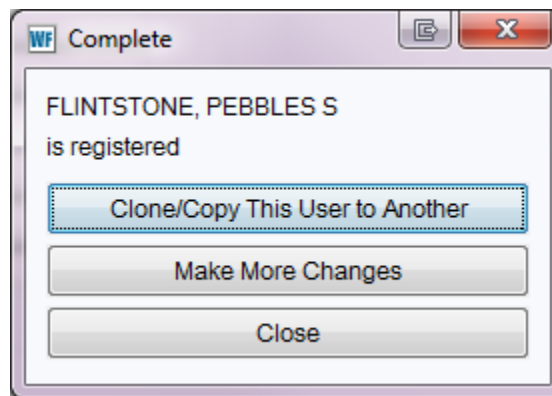 WF Complete
FLINTSTONE, PEBBLES S
is registered
Clone/Copy This User to Another
Make More Changes
Close